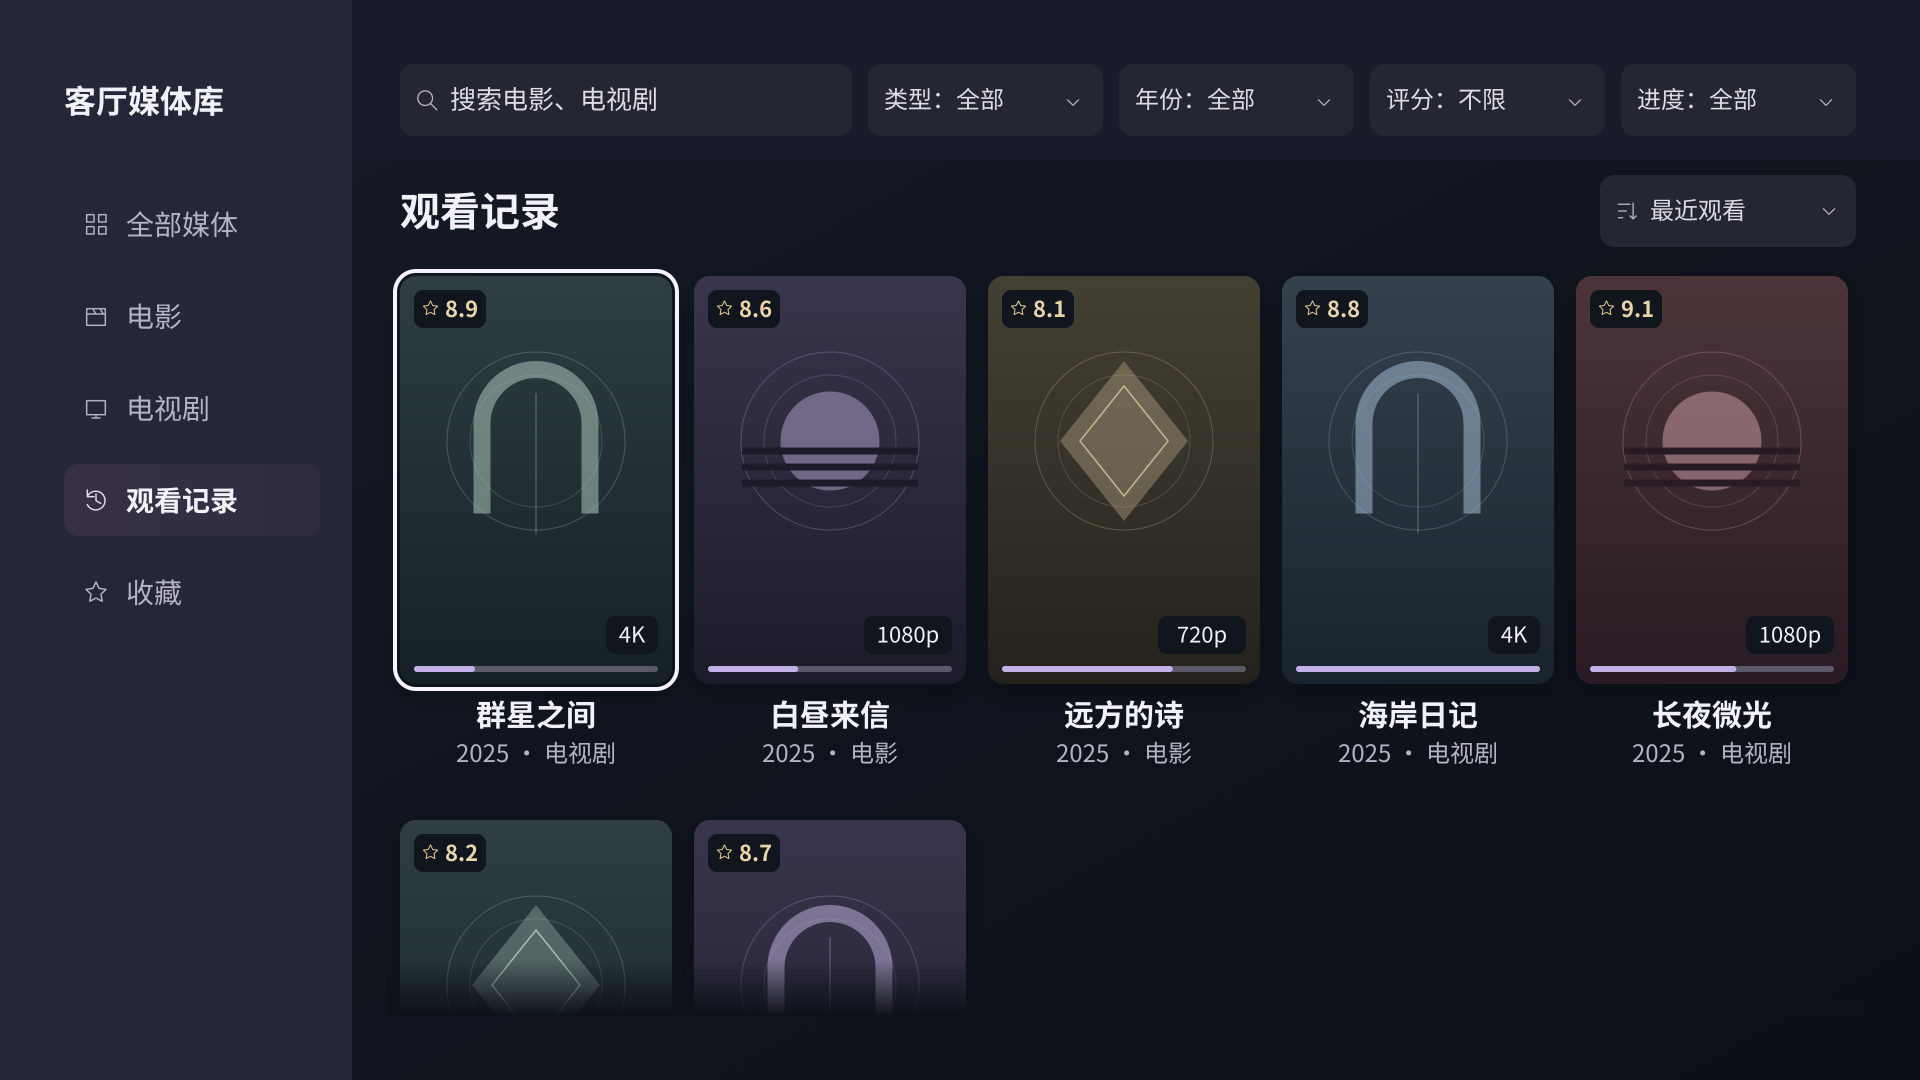 客厅媒体库
全部媒体
电影
电视剧
观看记录
收藏
搜索电影、电视剧
类型：全部
年份：全部
评分：不限
进度：全部
观看记录
最近观看
8.9
4K
群星之间
2025 • 电视剧
8.6
1080p
白昼来信
2025 • 电影
8.1
720p
远方的诗
2025 • 电影
8.8
4K
海岸日记
2025 • 电视剧
9.1
1080p
长夜微光
2025 • 电视剧
8.2
8.7